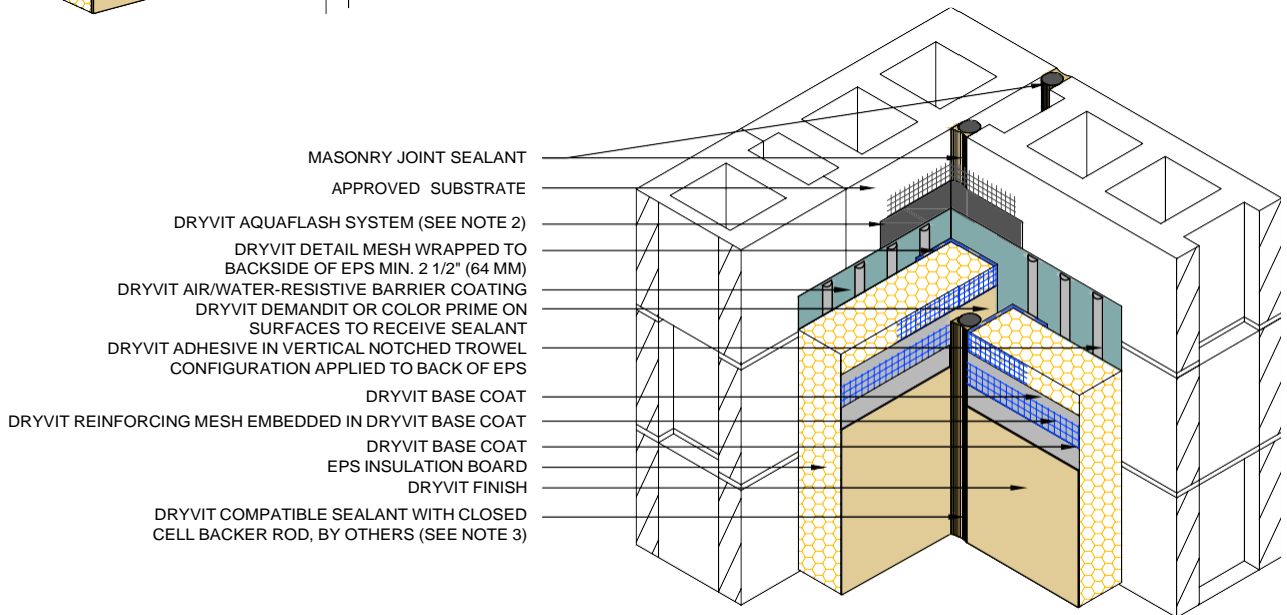 MASONRY JOINT SEALANT
APPROVED SUBSTRATE
DRYVIT AQUAFLASH SYSTEM (SEE NOTE 2)
DRYVIT DETAIL MESH WRAPPED TO
BACKSIDE OF EPS MIN. 2 1/2" (64 MM)
DRYVIT AIR/WATER-RESISTIVE BARRIER COATING
DRYVIT DEMANDIT OR COLOR PRIME ON
SURFACES TO RECEIVE SEALANT
DRYVIT ADHESIVE IN VERTICAL NOTCHED TROWEL
CONFIGURATION APPLIED TO BACK OF EPS
DRYVIT BASE COAT
DRYVIT REINFORCING MESH EMBEDDED IN DRYVIT BASE COAT
DRYVIT BASE COAT
EPS INSULATION BOARD
DRYVIT FINISH
DRYVIT COMPATIBLE SEALANT WITH CLOSED
CELL BACKER ROD, BY OTHERS (SEE NOTE 3)